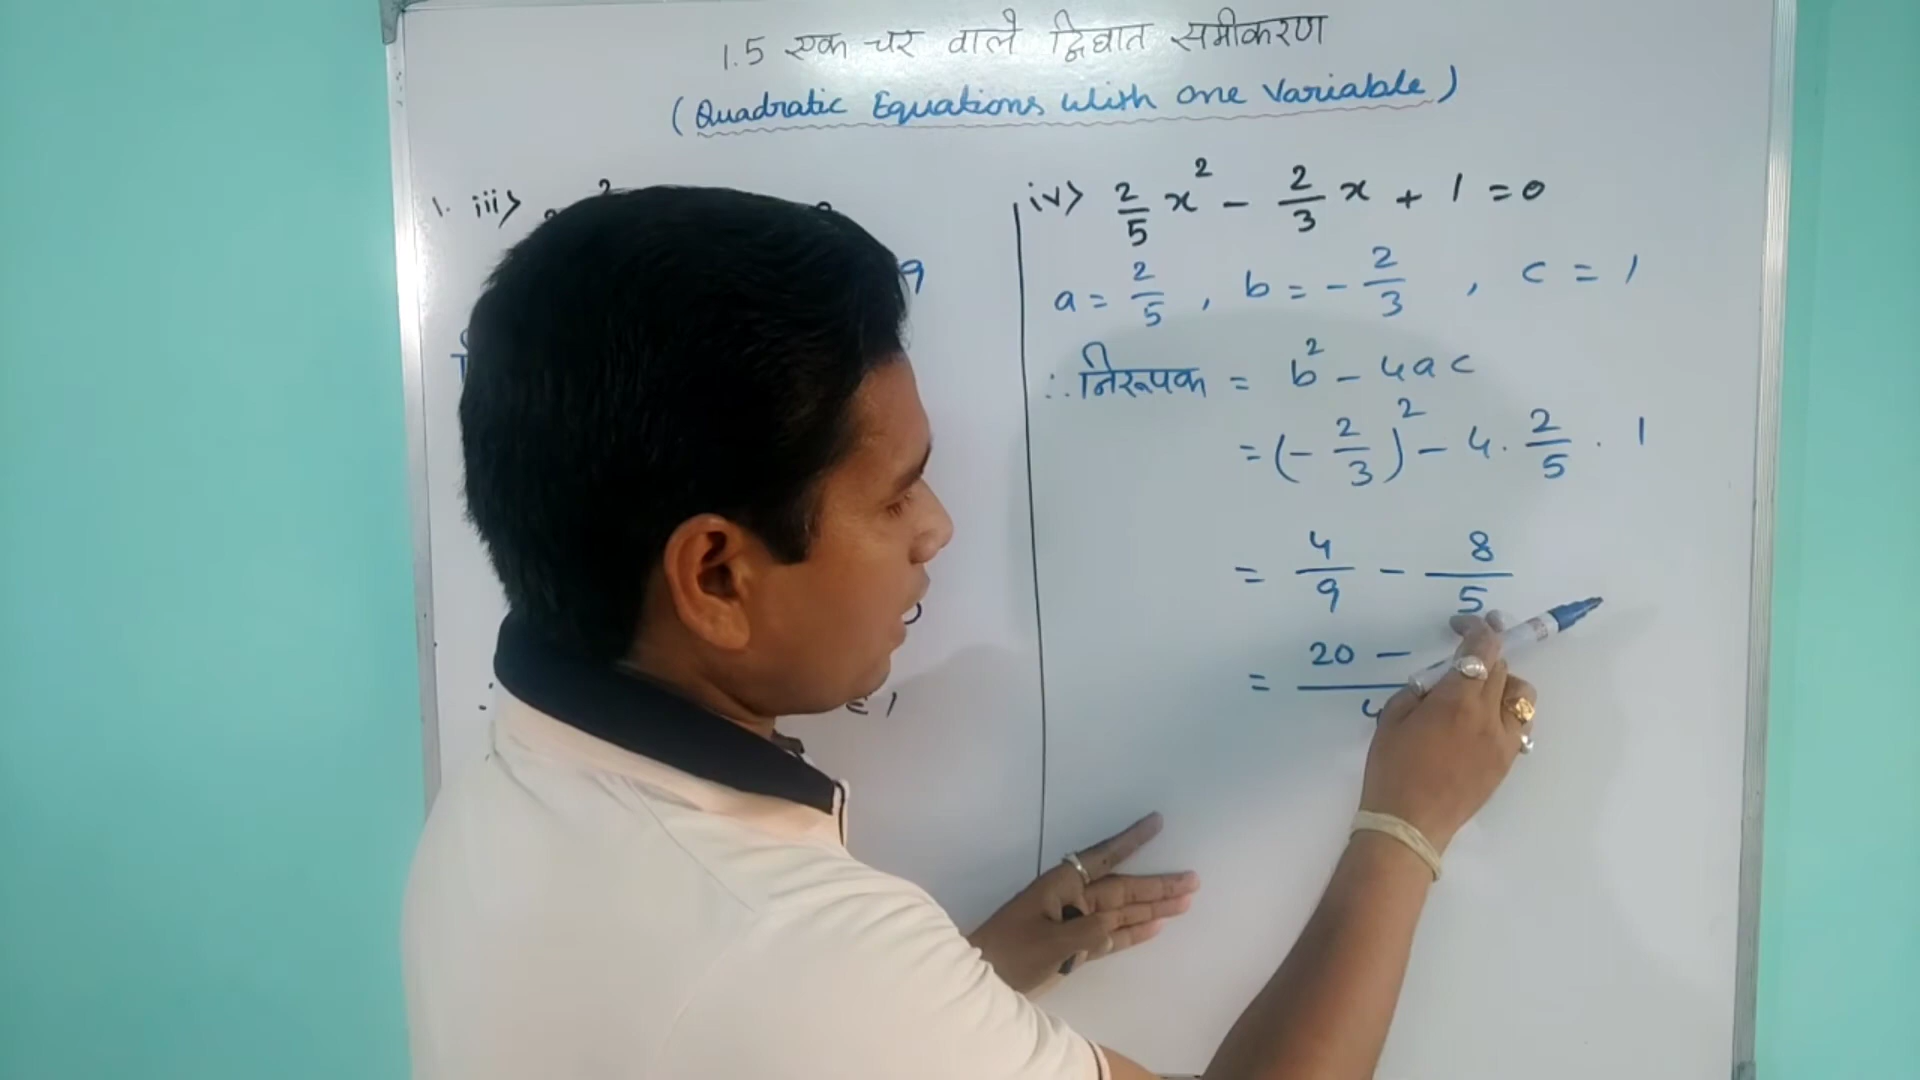 1.5 एक चर वाले द्विघात समीकरण
(Quadratic Equations with one Variable)
1. iii>
iv> 2/5 x² - 2/3 x + 1 = 0
a = 2/5 , b = - 2/3 , c = 1
∴ निरूपक = b² - 4ac
= (- 2/3)² - 4 . 2/5 . 1
= 4/9 - 8/5
= 20 -